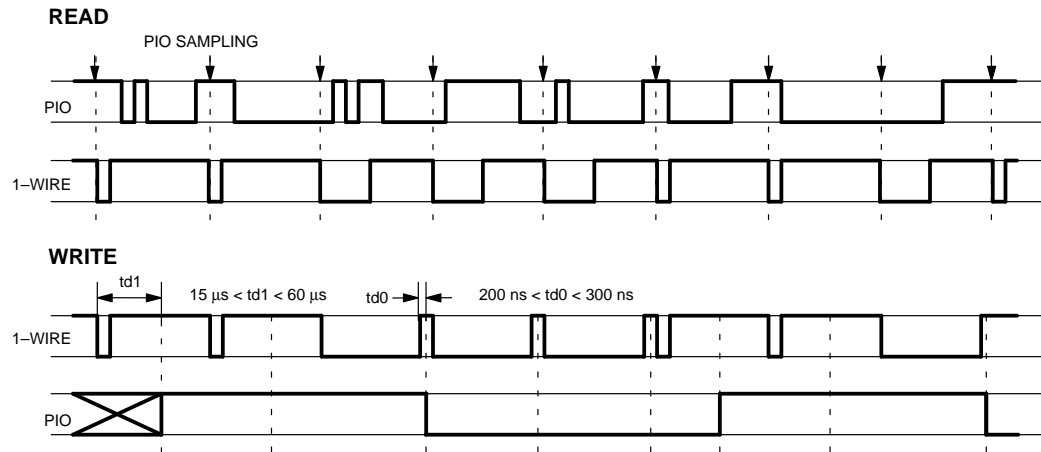 READ
PIO SAMPLING
PIO
1–WIRE
WRITE
td1
15 μs < td1 < 60 μs
td0
200 ns < td0 < 300 ns
1–WIRE
PIO